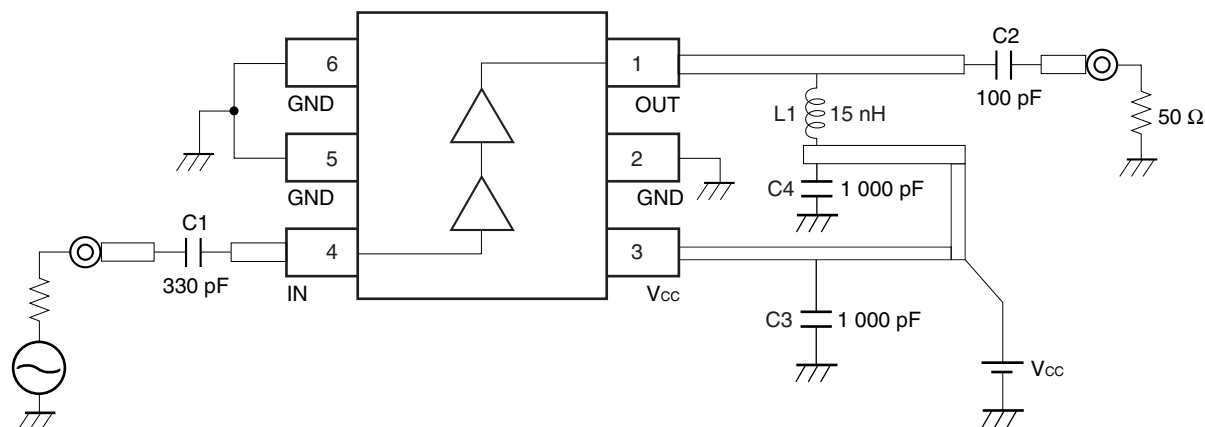 C2
6
1
GND
OUT
100 pF
L1 15 nH
50 Ω
5
2
GND
GND
C4 1 000 pF
C1
4
3
330 pF
IN
VCC
C3 1 000 pF
VCC